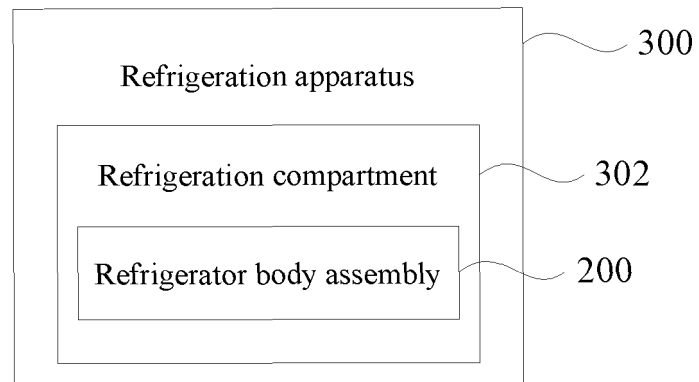 300
Refrigeration apparatus
Refrigeration compartment
302
Refrigerator body assembly
200